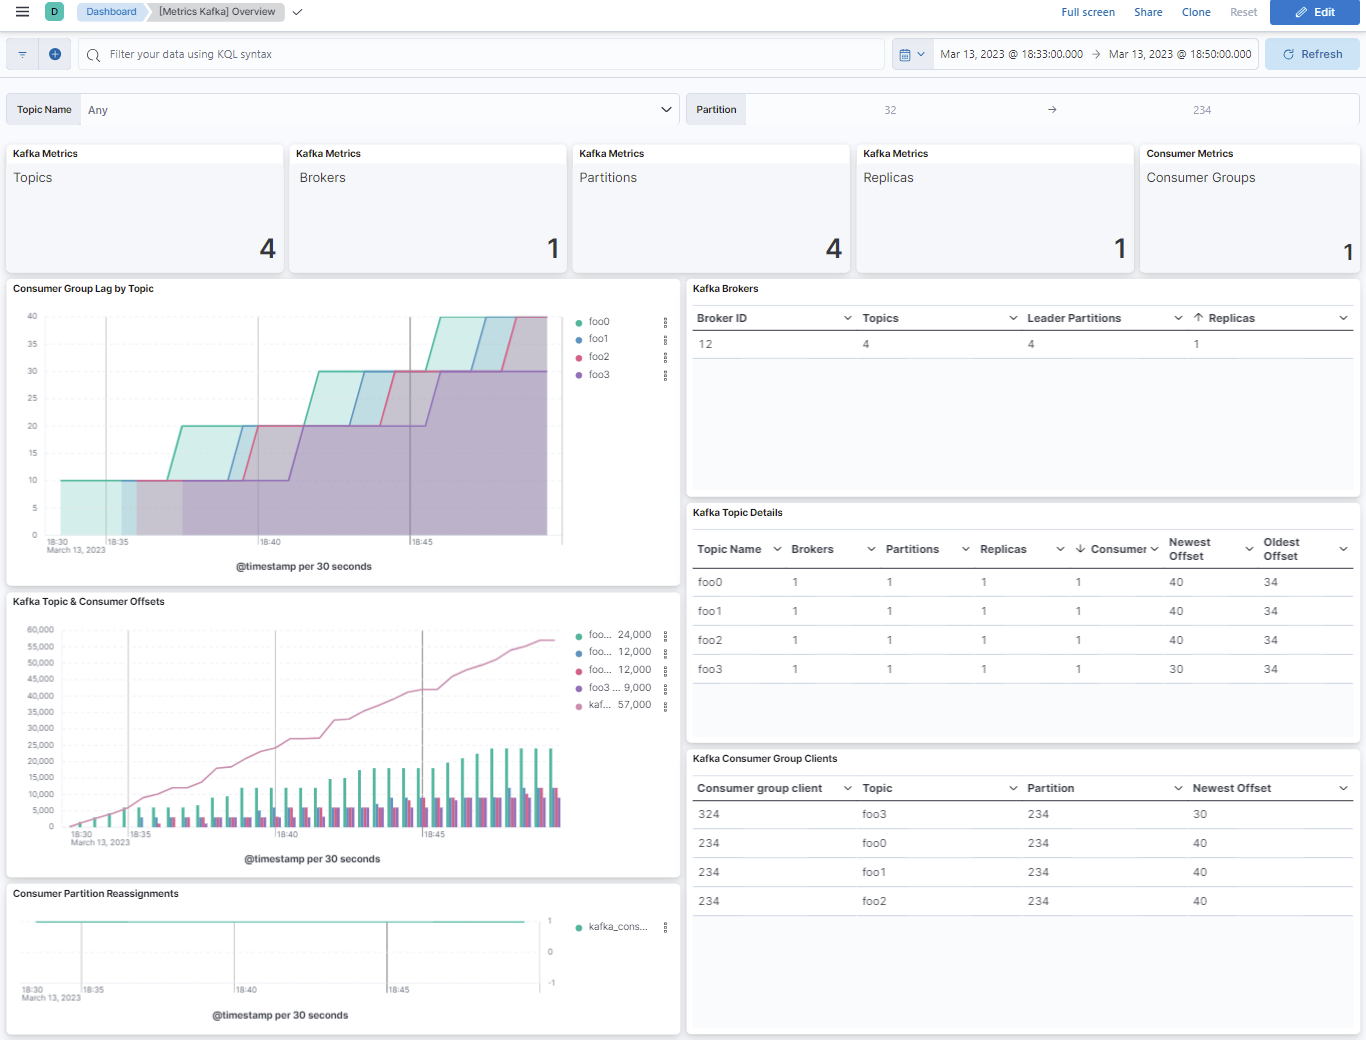 D Dashboard [Metrics Kafka] Overview Full screen Share Clone Reset Edit
Filter your data using KQL syntax Mar 13, 2023 @ 18:33:00.000 → Mar 13, 2023 @ 18:50:00.000 Refresh
Topic Name Any Partition 32 → 234
Kafka Metrics Kafka Metrics Kafka Metrics Kafka Metrics Consumer Metrics
Topics Brokers Partitions Replicas Consumer Groups
4 1 4 1 1
Consumer Group Lag by Topic
40
35
30
25
20
15
10
5
0
18:30 18:35 18:40 18:45
March 13, 2023
@timestamp per 30 seconds
foo0
foo1
foo2
foo3
Kafka Brokers
Broker ID Topics Leader Partitions Replicas
12 4 4 1
Kafka Topic Details
Topic Name Brokers Partitions Replicas Consumer Newest Offset Oldest Offset
foo0 1 1 1 1 40 34
foo1 1 1 1 1 40 34
foo2 1 1 1 1 40 34
foo3 1 1 1 1 30 34
Kafka Topic & Consumer Offsets
60,000
55,000
50,000
45,000
40,000
35,000
30,000
25,000
20,000
15,000
10,000
5,000
0
18:30 18:35 18:40 18:45
March 13, 2023
@timestamp per 30 seconds
foo... 24,000
foo... 12,000
foo... 12,000
foo3 ... 9,000
kaf... 57,000
Kafka Consumer Group Clients
Consumer group client Topic Partition Newest Offset
324 foo3 234 30
234 foo0 234 40
234 foo1 234 40
234 foo2 234 40
Consumer Partition Reassignments
1
0
-1
18:30 18:35 18:40 18:45
March 13, 2023
@timestamp per 30 seconds
kafka_cons...